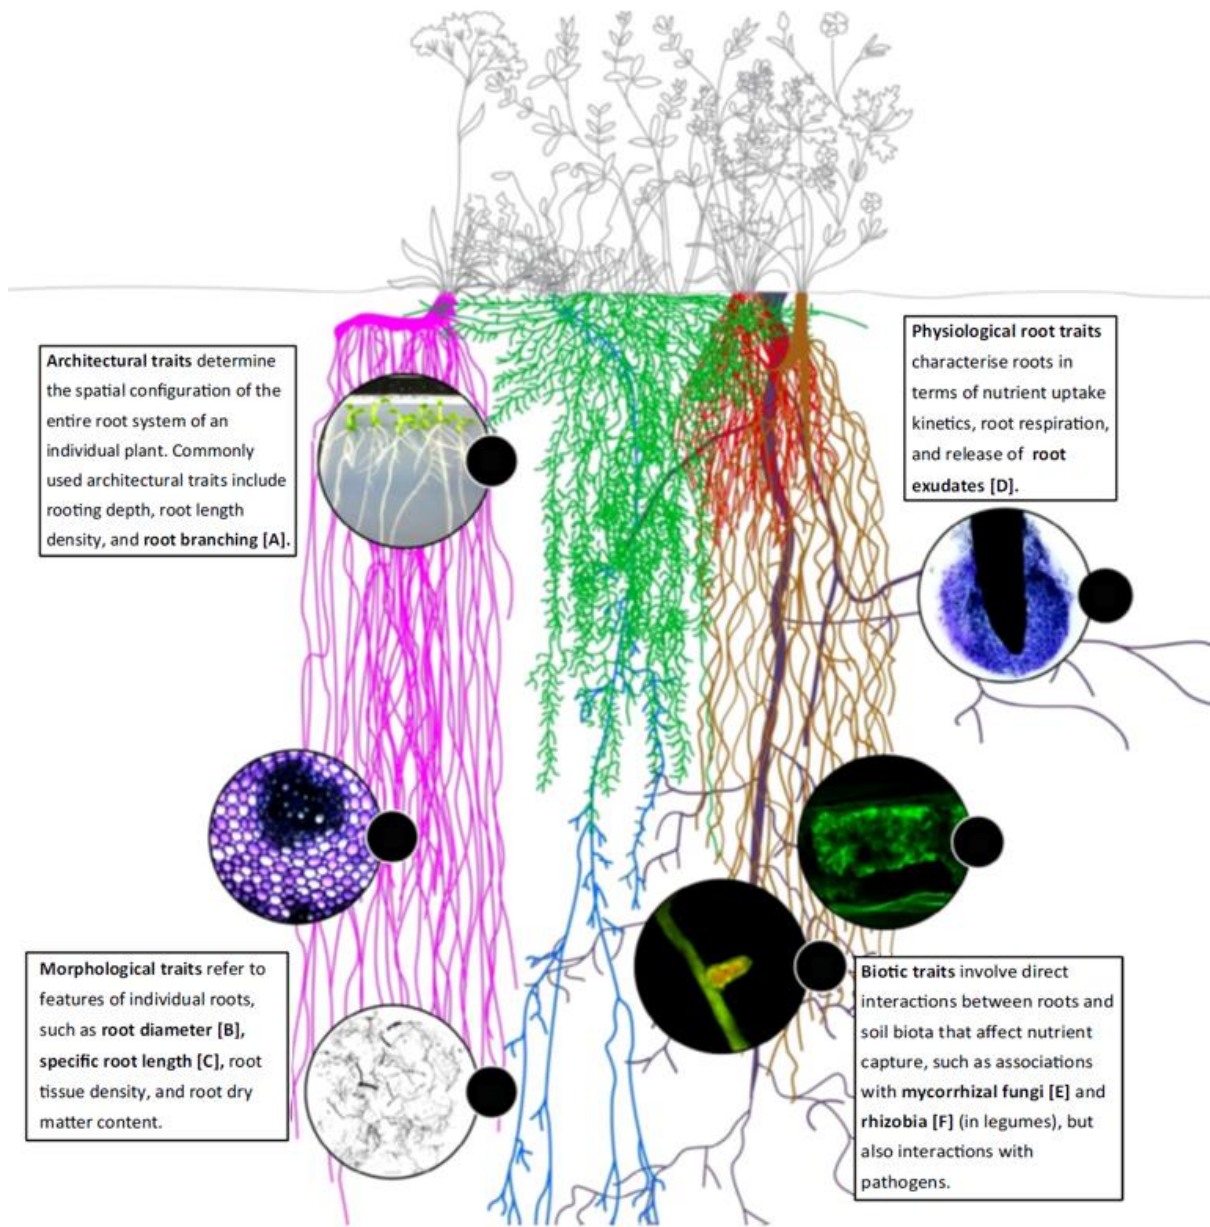 Architectural traits determine
the spatial configuration of the
entire root system of an
individual plant. Commonly
used architectural traits include
rooting depth, root length
density, and root branching [A].
Physiological root traits
characterise roots in
terms of nutrient uptake
kinetics, root respiration,
and release of root
exudates [D].
Morphological traits refer to
features of individual roots,
such as root diameter [B],
specific root length [C], root
tissue density, and root dry
matter content.
Biotic traits involve direct
interactions between roots and
soil biota that affect nutrient
capture, such as associations
with mycorrhizal fungi [E] and
rhizobia [F] (in legumes), but
also interactions with
pathogens.